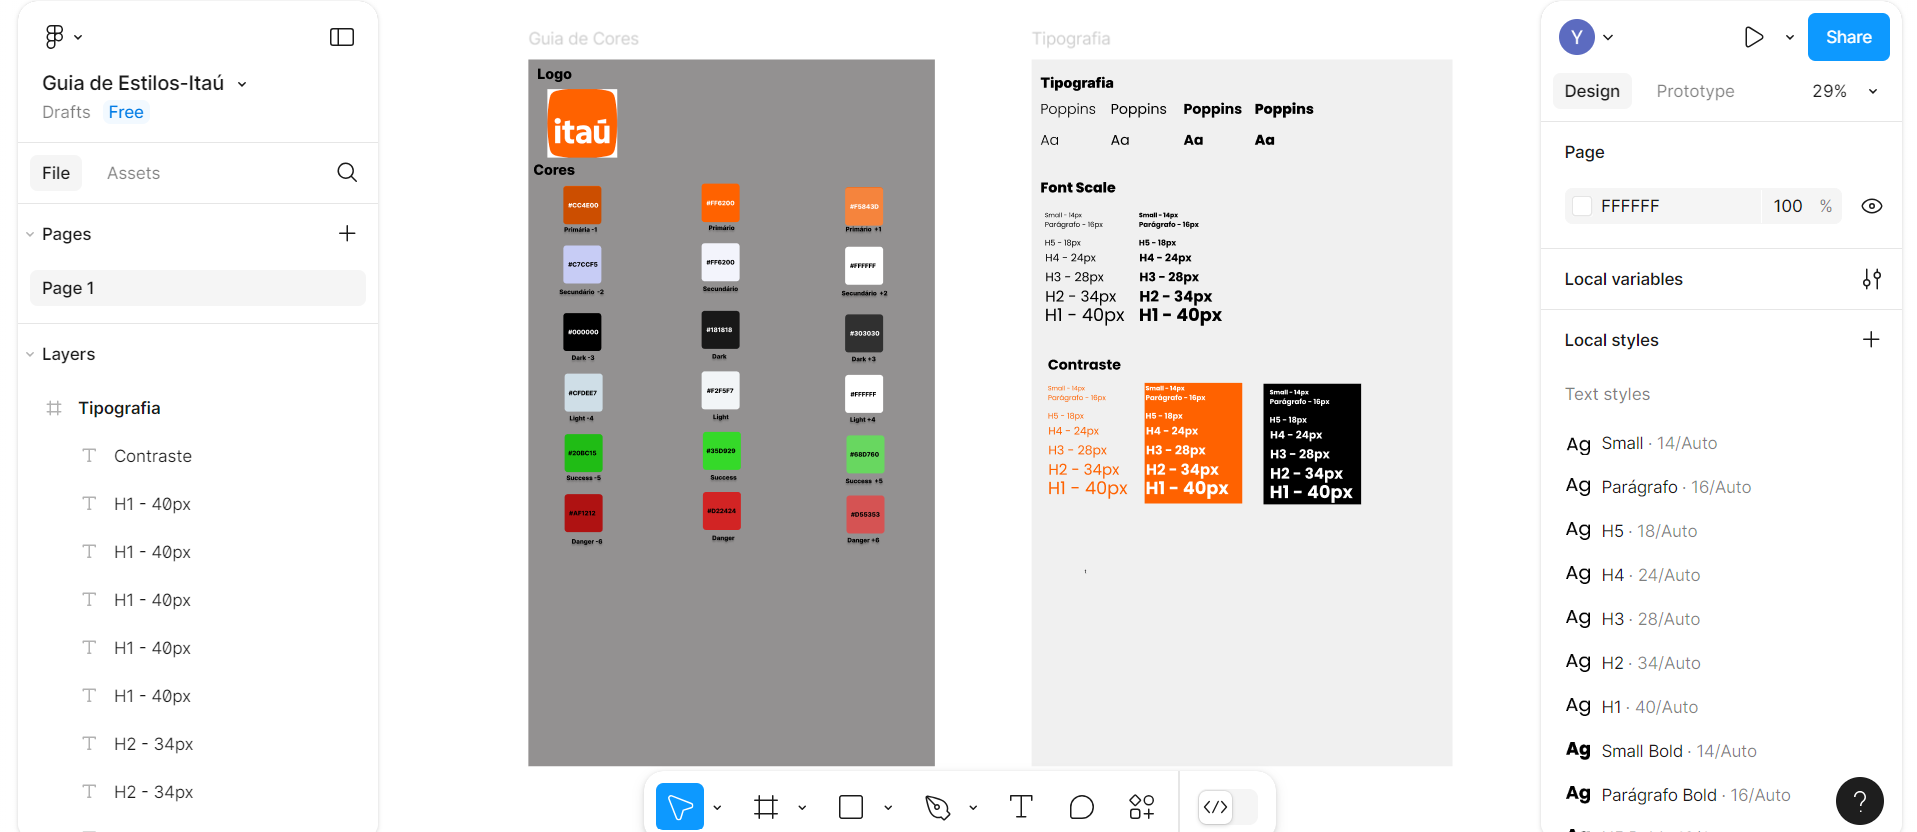 Guia de Estilos-Itaú
Drafts Free
File Assets
Pages
Page 1
Layers
Tipografia
Contraste
H1 - 40px
H1 - 40px
H1 - 40px
H1 - 40px
H1 - 40px
H2 - 34px
H2 - 34px
Guia de Cores
Logo
itaú
Cores
#CC4E00 #FF6200 #F5843D
Primária -1 Primário Primário +1
#C7CCF5 #FF6200 #FFFFFF
Secundário -2 Secundário Secundário +2
#000000 #181818 #303030
Dark -3 Dark Dark +3
#CFDEE7 #F2F5F7 #FFFFFF
Light -4 Light Light +4
#20BC15 #35D929 #68D760
Success -5 Success Success +5
#AF1212 #D22424 #D55353
Danger -6 Danger Danger +6
Tipografia
Tipografia
Poppins Poppins Poppins Poppins
Aa Aa Aa Aa
Font Scale
Small - 14px Small - 14px
Parágrafo - 16px Parágrafo - 16px
H5 - 18px H5 - 18px
H4 - 24px H4 - 24px
H3 - 28px H3 - 28px
H2 - 34px H2 - 34px
H1 - 40px H1 - 40px
Contraste
Small - 14px Small - 14px Small - 14px
Parágrafo - 16px Parágrafo - 16px Parágrafo - 16px
H5 - 18px H5 - 18px H5 - 18px
H4 - 24px H4 - 24px H4 - 24px
H3 - 28px H3 - 28px H3 - 28px
H2 - 34px H2 - 34px H2 - 34px
H1 - 40px H1 - 40px H1 - 40px
Y Share
Design Prototype 29%
Page
FFFFFF 100 %
Local variables
Local styles
Text styles
Ag Small · 14/Auto
Ag Parágrafo · 16/Auto
Ag H5 · 18/Auto
Ag H4 · 24/Auto
Ag H3 · 28/Auto
Ag H2 · 34/Auto
Ag H1 · 40/Auto
Ag Small Bold · 14/Auto
Ag Parágrafo Bold · 16/Auto
?